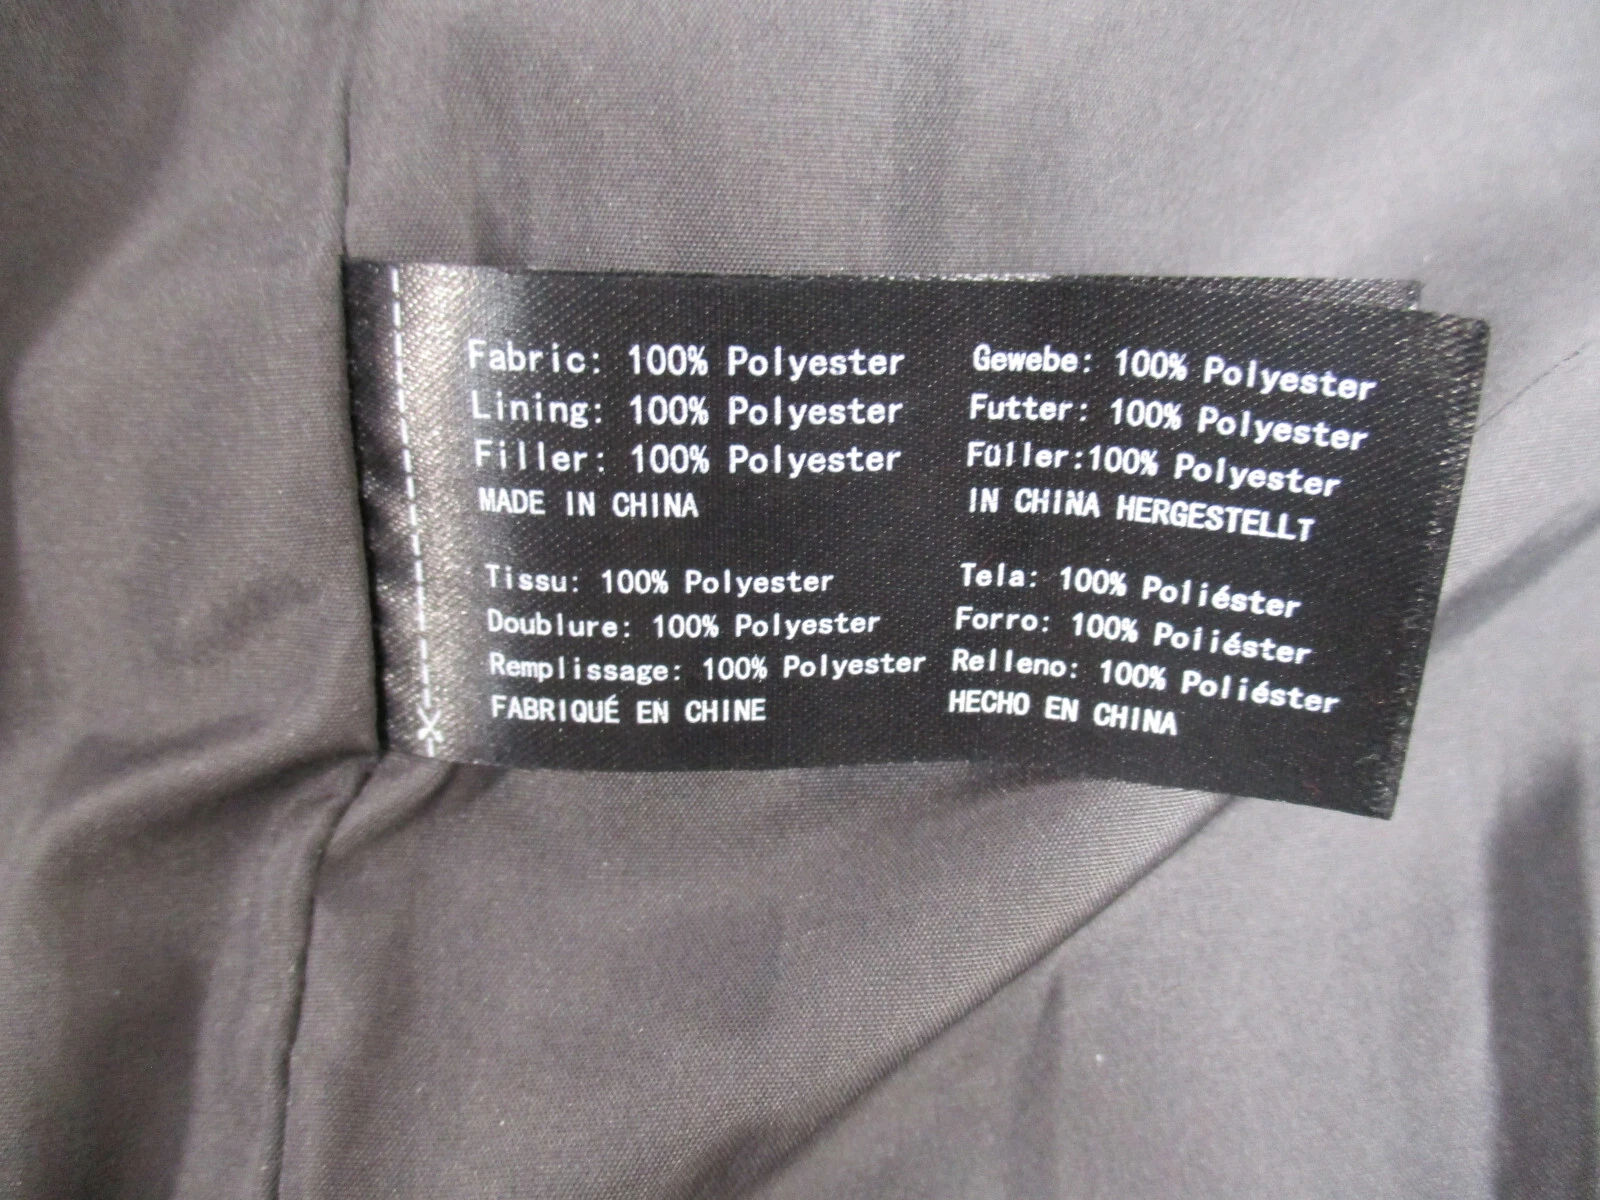 Fabric: 100% Polyester
Lining: 100% Polyester
Filler: 100% Polyester
MADE IN CHINA
Gewebe: 100% Polyester
Futter: 100% Polyester
Füller:100% Polyester
IN CHINA HERGESTELLT
Tissu: 100% Polyester
Doublure: 100% Polyester
Remplissage: 100% Polyester
FABRIQUÉ EN CHINE
Tela: 100% Poliéster
Forro: 100% Poliéster
Relleno: 100% Poliéster
HECHO EN CHINA